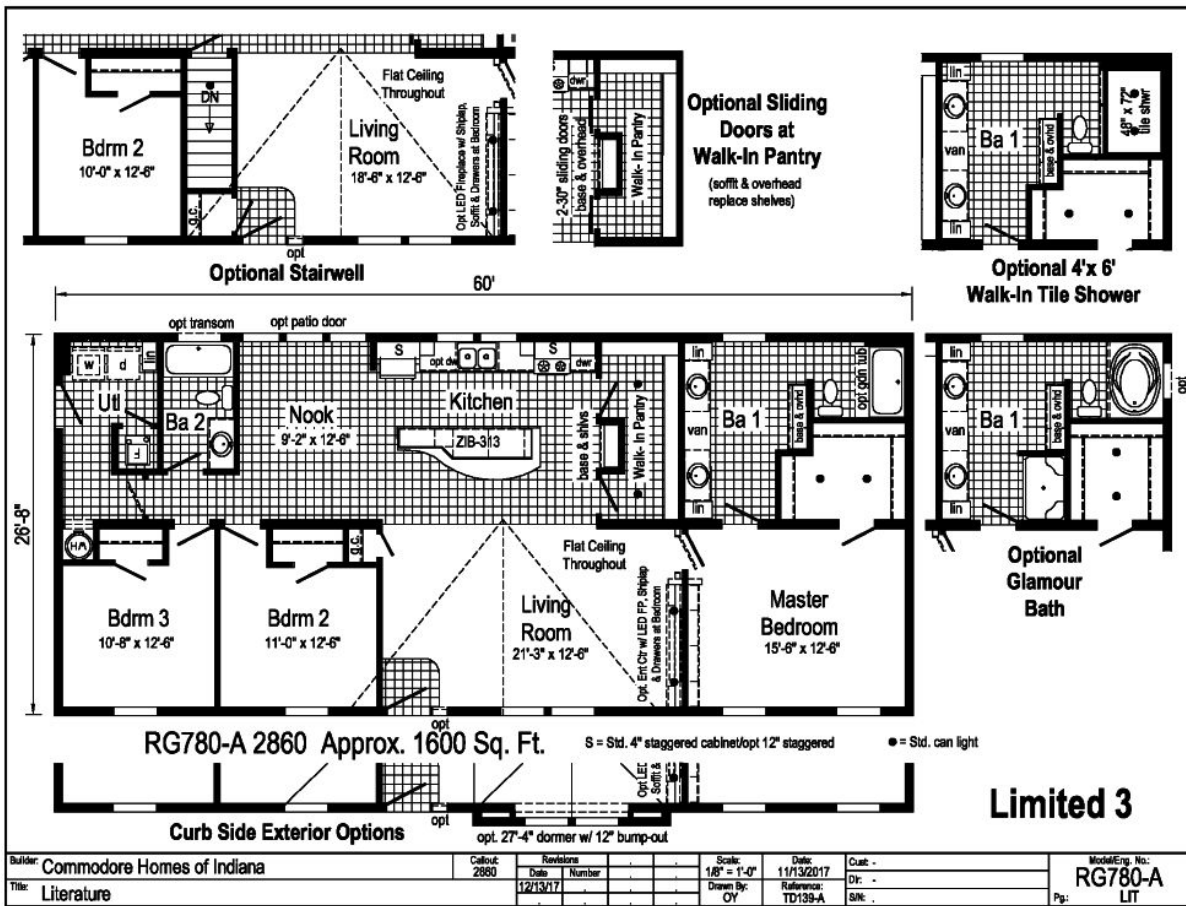 Bdrm 2
10'-0" x 12'-6"
DN
Flat Ceiling
Throughout
Living
Room
18'-6" x 12'-6"
Opt LED Fireplace w/ Shiplap,
Soffit & Drawers at Bedroom
g.c.
opt
Optional Stairwell
dwr
2-30" sliding doors
base & overhead
Walk- In Pantry
Optional Sliding
Doors at
Walk-In Pantry
(soffit & overhead
replace shelves)
lin
van
lin
Ba 1
base & ovhd
48" x 72"
tile shwr
Optional 4'x 6'
Walk-In Tile Shower
60'
26'-8"
opt transom
opt patio door
w
d
lin
Utl
F
Ba 2
Nook
9'-2" x 12'-6"
S
opt dw
S
dwr
Kitchen
ZIB-313
base & shlvs
Walk- In Pantry
lin
van
lin
Ba 1
base & ovhd
opt gdn tub
lin
van
lin
Ba 1
base & ovhd
opt
Optional
Glamour
Bath
H/W
Bdrm 3
10'-8" x 12'-6"
Bdrm 2
11'-0" x 12'-6"
g.c.
Flat Ceiling
Throughout
Living
Room
21'-3" x 12'-6"
Opt. Ent Ctr w/ LED FP, Shiplap
& Drawers at Bedroom
Master
Bedroom
15'-6" x 12'-6"
opt
RG780-A 2860 Approx. 1600 Sq. Ft.
S = Std. 4" staggered cabinet/opt 12" staggered
● = Std. can light
Opt LED
Soffit &
opt
Curb Side Exterior Options
opt. 27'-4" dormer w/ 12" bump-out
Limited 3
Builder: Commodore Homes of Indiana
Title: Literature
Callout:
2860
Revisions
Date Number
12/13/17
Scale:
1/8" = 1'-0"
Drawn By:
OY
Date:
11/13/2017
Reference:
TD139-A
Cust: -
Dlr: -
S/N: .
Model/Eng. No.:
RG780-A
Pg.: LIT